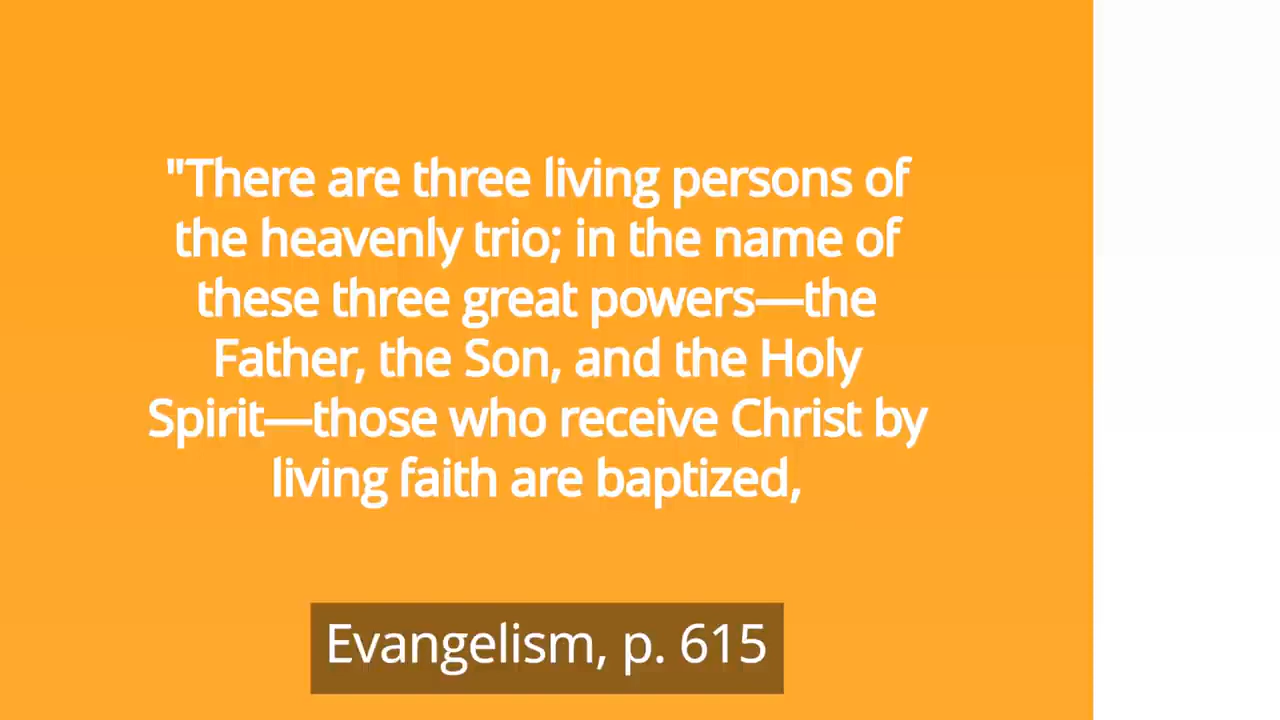 "There are three living persons of
the heavenly trio; in the name of
these three great powers—the
Father, the Son, and the Holy
Spirit—those who receive Christ by
living faith are baptized,
Evangelism, p. 615